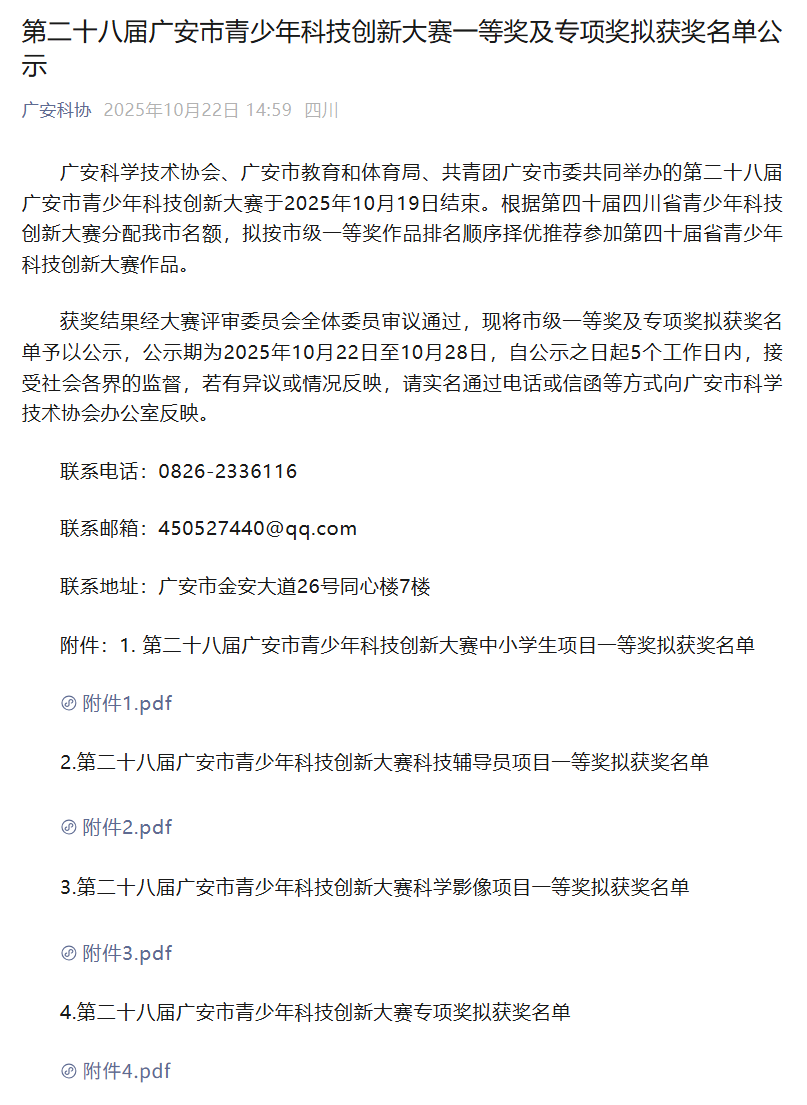 第二十八届广安市青少年科技创新大赛一等奖及专项奖拟获奖名单公
示
广安科协 2025年10月22日 14:59 四川
广安科学技术协会、广安市教育和体育局、共青团广安市委共同举办的第二十八届
广安市青少年科技创新大赛于2025年10月19日结束。根据第四十届四川省青少年科技
创新大赛分配我市名额，拟按市级一等奖作品排名顺序择优推荐参加第四十届省青少年
科技创新大赛作品。
获奖结果经大赛评审委员会全体委员审议通过，现将市级一等奖及专项奖拟获奖名
单予以公示，公示期为2025年10月22日至10月28日，自公示之日起5个工作日内，接
受社会各界的监督，若有异议或情况反映，请实名通过电话或信函等方式向广安市科学
技术协会办公室反映。
联系电话：0826-2336116
联系邮箱：450527440@qq.com
联系地址：广安市金安大道26号同心楼7楼
附件：1. 第二十八届广安市青少年科技创新大赛中小学生项目一等奖拟获奖名单
附件1.pdf
2.第二十八届广安市青少年科技创新大赛科技辅导员项目一等奖拟获奖名单
附件2.pdf
3.第二十八届广安市青少年科技创新大赛科学影像项目一等奖拟获奖名单
附件3.pdf
4.第二十八届广安市青少年科技创新大赛专项奖拟获奖名单
附件4.pdf